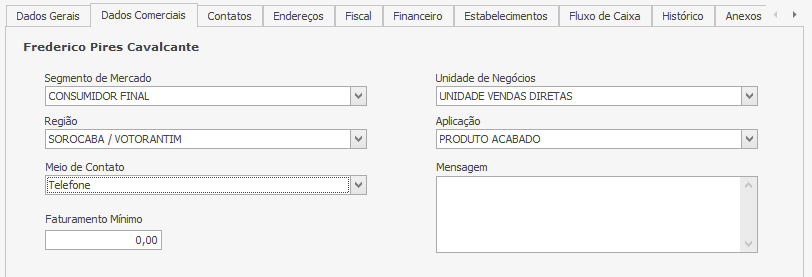 Dados Gerais Dados Comerciais Contatos Endereços Fiscal Financeiro Estabelecimentos Fluxo de Caixa Histórico Anexos
Frederico Pires Cavalcante
Segmento de Mercado Unidade de Negócios
CONSUMIDOR FINAL UNIDADE VENDAS DIRETAS
Região Aplicação
SOROCABA / VOTORANTIM PRODUTO ACABADO
Meio de Contato Mensagem
Telefone
Faturamento Mínimo
0,00